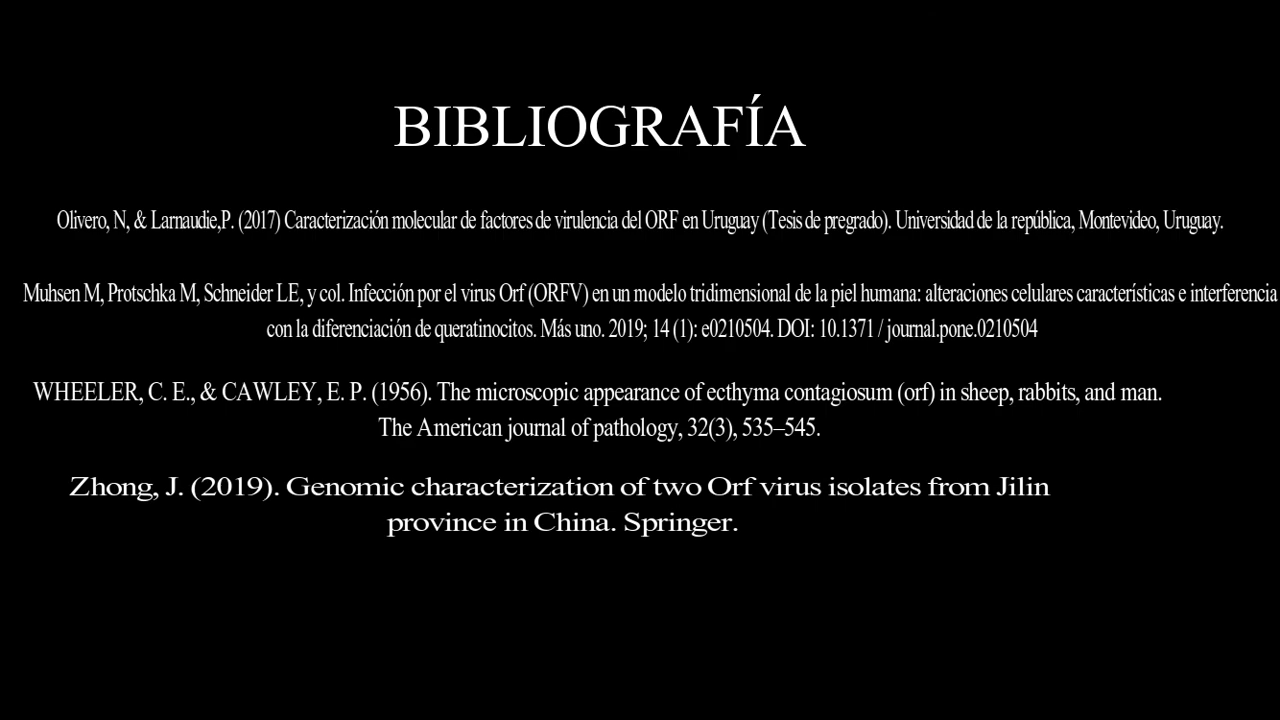 BIBLIOGRAFÍA
Olivero, N, & Larnaudie,P. (2017) Caracterización molecular de factores de virulencia del ORF en Uruguay (Tesis de pregrado). Universidad de la república, Montevideo, Uruguay.
Muhsen M, Protschka M, Schneider LE, y col. Infección por el virus Orf (ORFV) en un modelo tridimensional de la piel humana: alteraciones celulares características e interferencia
con la diferenciación de queratinocitos. Más uno. 2019; 14 (1): e0210504. DOI: 10.1371 / journal.pone.0210504
WHEELER, C. E., & CAWLEY, E. P. (1956). The microscopic appearance of ecthyma contagiosum (orf) in sheep, rabbits, and man.
The American journal of pathology, 32(3), 535–545.
Zhong, J. (2019). Genomic characterization of two Orf virus isolates from Jilin
province in China. Springer.